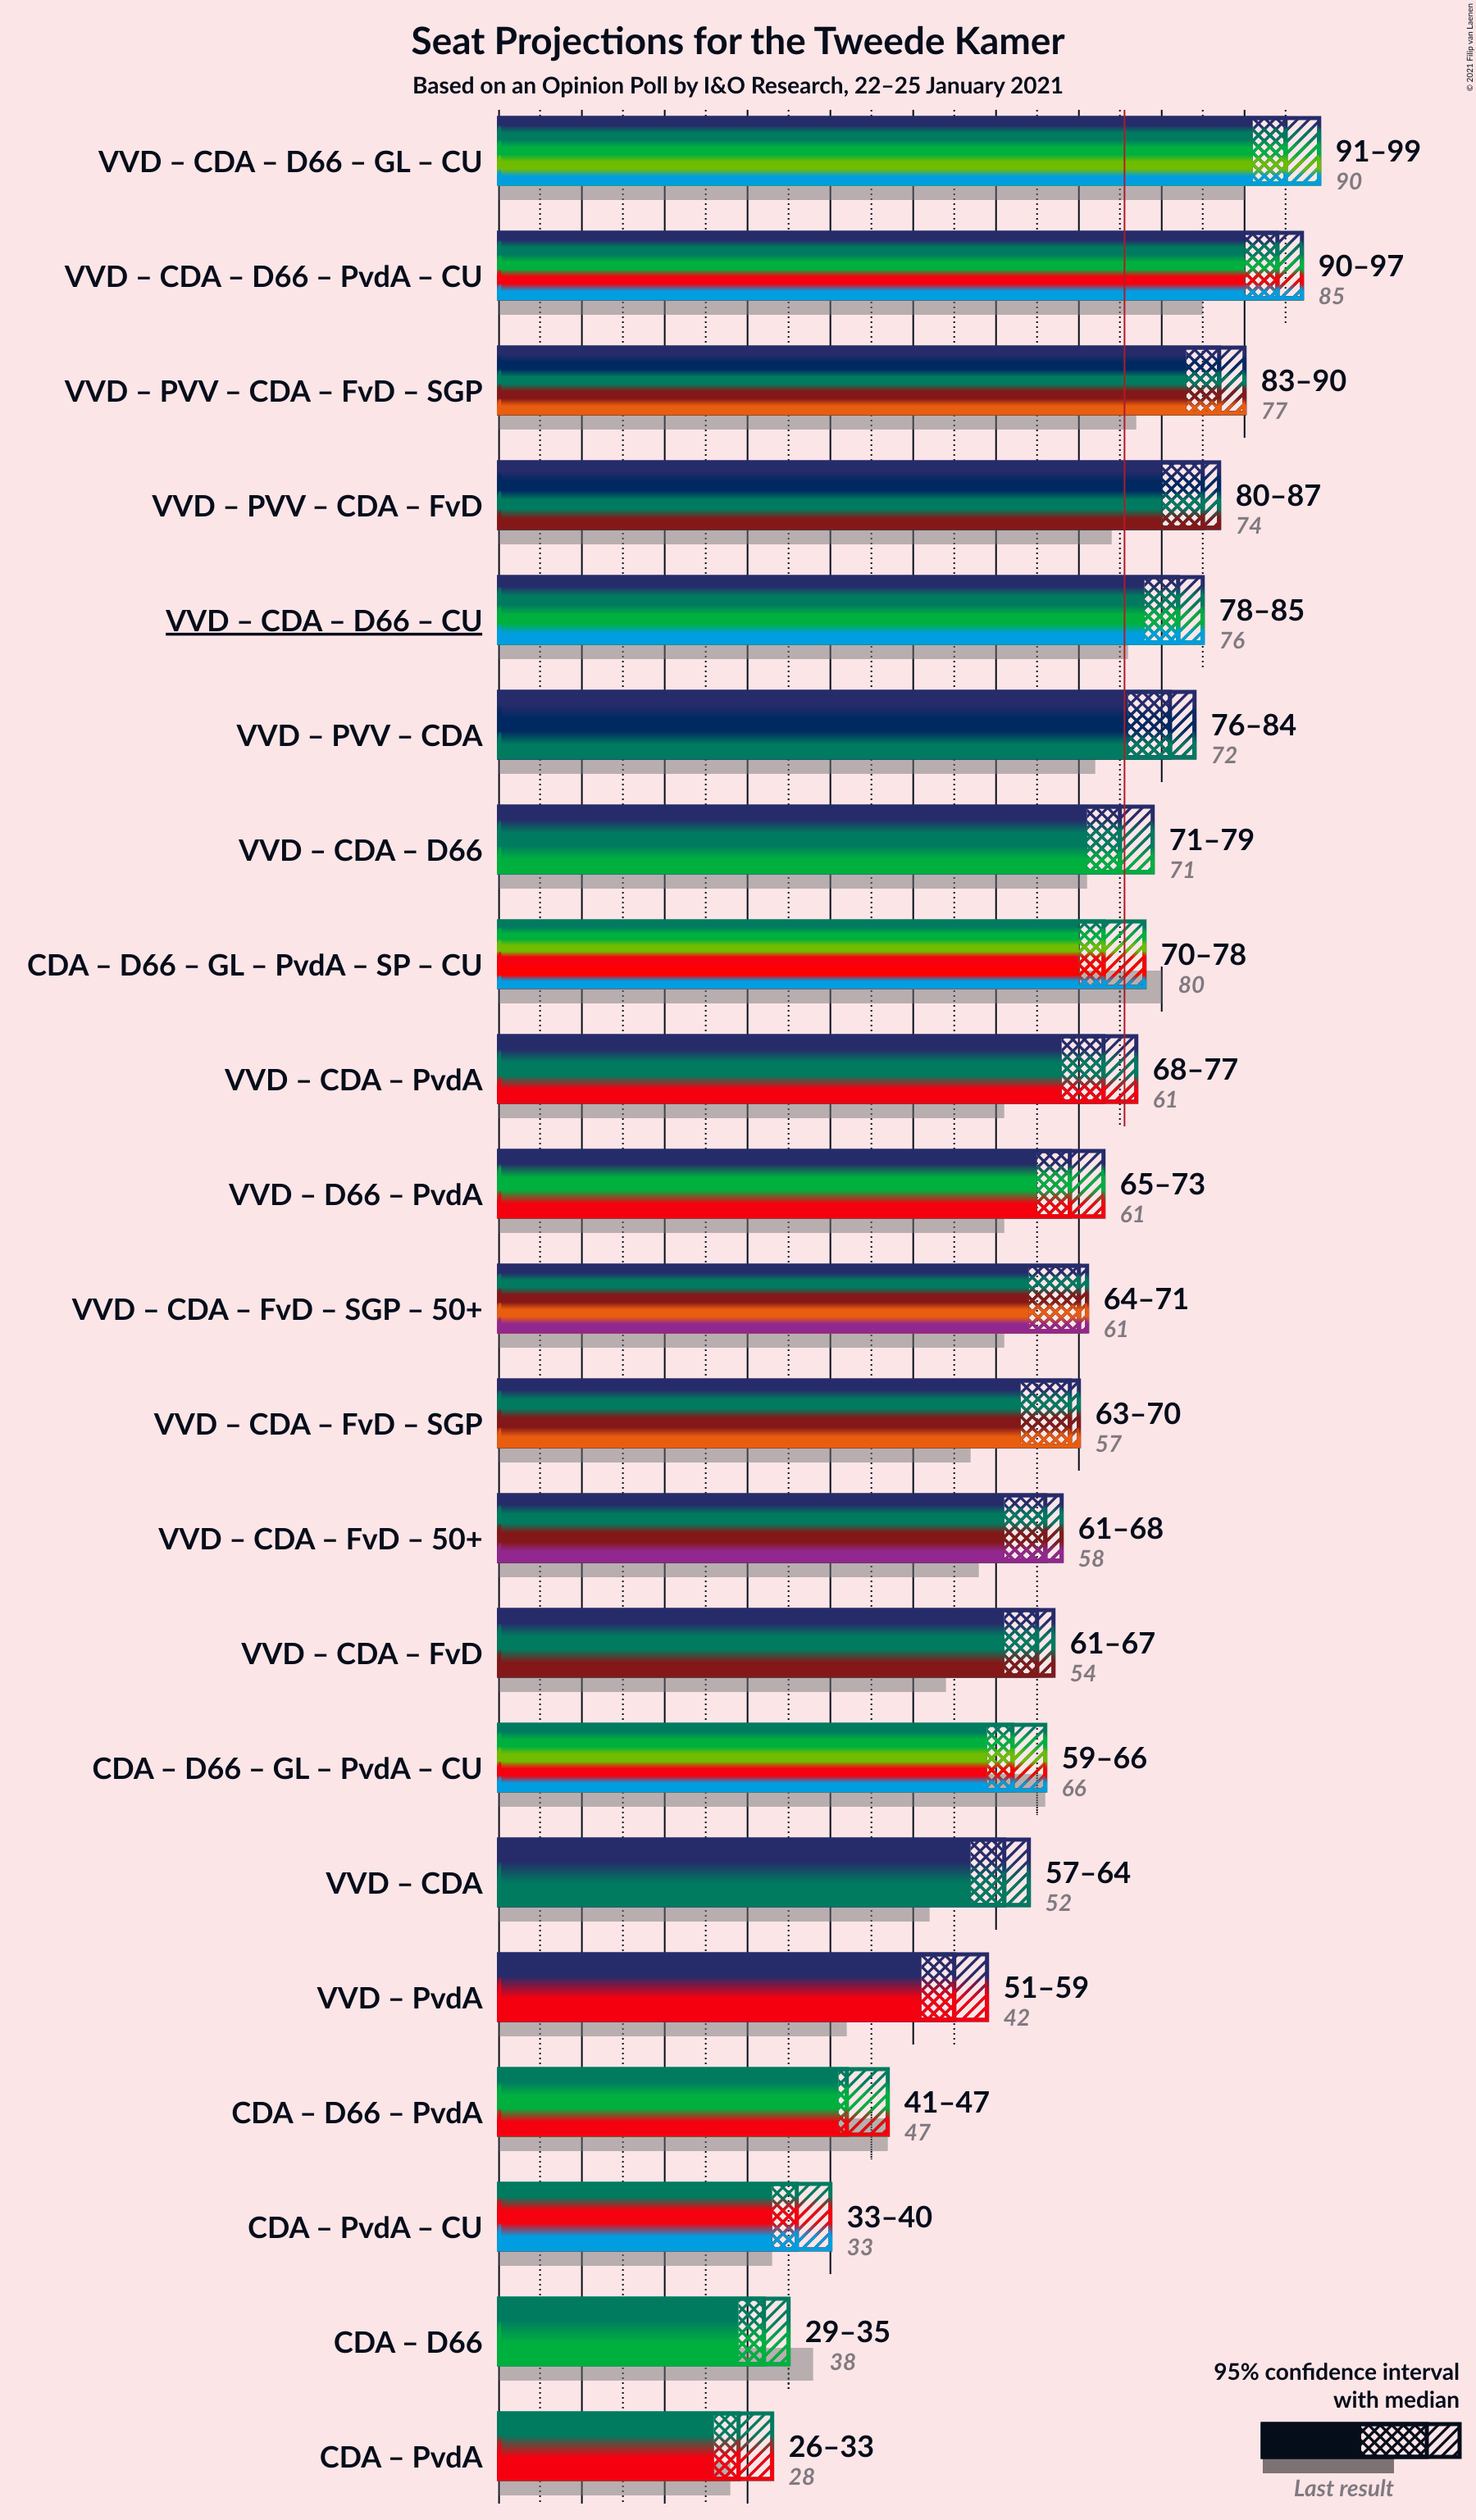 Seat Projections for the Tweede Kamer
Based on an Opinion Poll by I&O Research, 22–25 January 2021
© 2021 Filip van Laenen
VVD – CDA – D66 – GL – CU
91–99
90
VVD – CDA – D66 – PvdA – CU
90–97
85
VVD – PVV – CDA – FvD – SGP
83–90
77
VVD – PVV – CDA – FvD
80–87
74
VVD – CDA – D66 – CU
78–85
76
VVD – PVV – CDA
76–84
72
VVD – CDA – D66
71–79
71
CDA – D66 – GL – PvdA – SP – CU
70–78
80
VVD – CDA – PvdA
68–77
61
VVD – D66 – PvdA
65–73
61
VVD – CDA – FvD – SGP – 50+
64–71
61
VVD – CDA – FvD – SGP
63–70
57
VVD – CDA – FvD – 50+
61–68
58
VVD – CDA – FvD
61–67
54
CDA – D66 – GL – PvdA – CU
59–66
66
VVD – CDA
57–64
52
VVD – PvdA
51–59
42
CDA – D66 – PvdA
41–47
47
CDA – PvdA – CU
33–40
33
CDA – D66
29–35
38
CDA – PvdA
26–33
28
95% confidence interval
with median
Last result